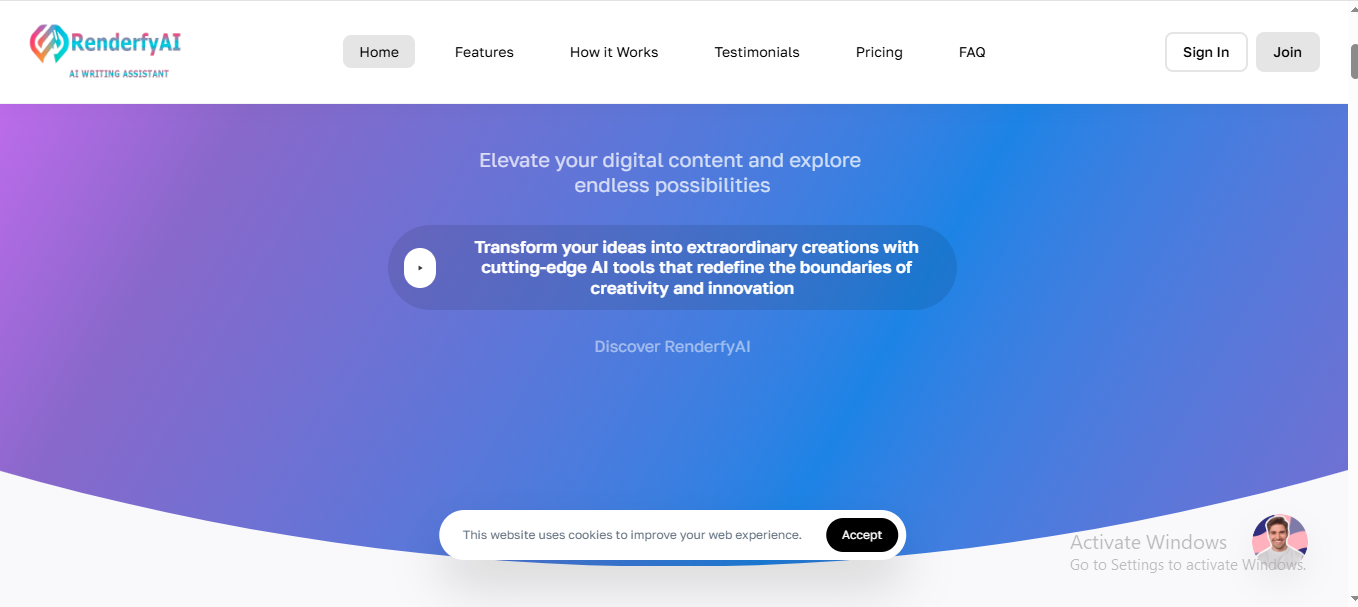 RenderfyAI
AI WRITING ASSISTANT
Home
Features
How it Works
Testimonials
Pricing
FAQ
Sign In
Join
Elevate your digital content and explore
endless possibilities
Transform your ideas into extraordinary creations with
cutting-edge AI tools that redefine the boundaries of
creativity and innovation
Discover RenderfyAI
This website uses cookies to improve your web experience.
Accept
Activate Windows
Go to Settings to activate Windows.